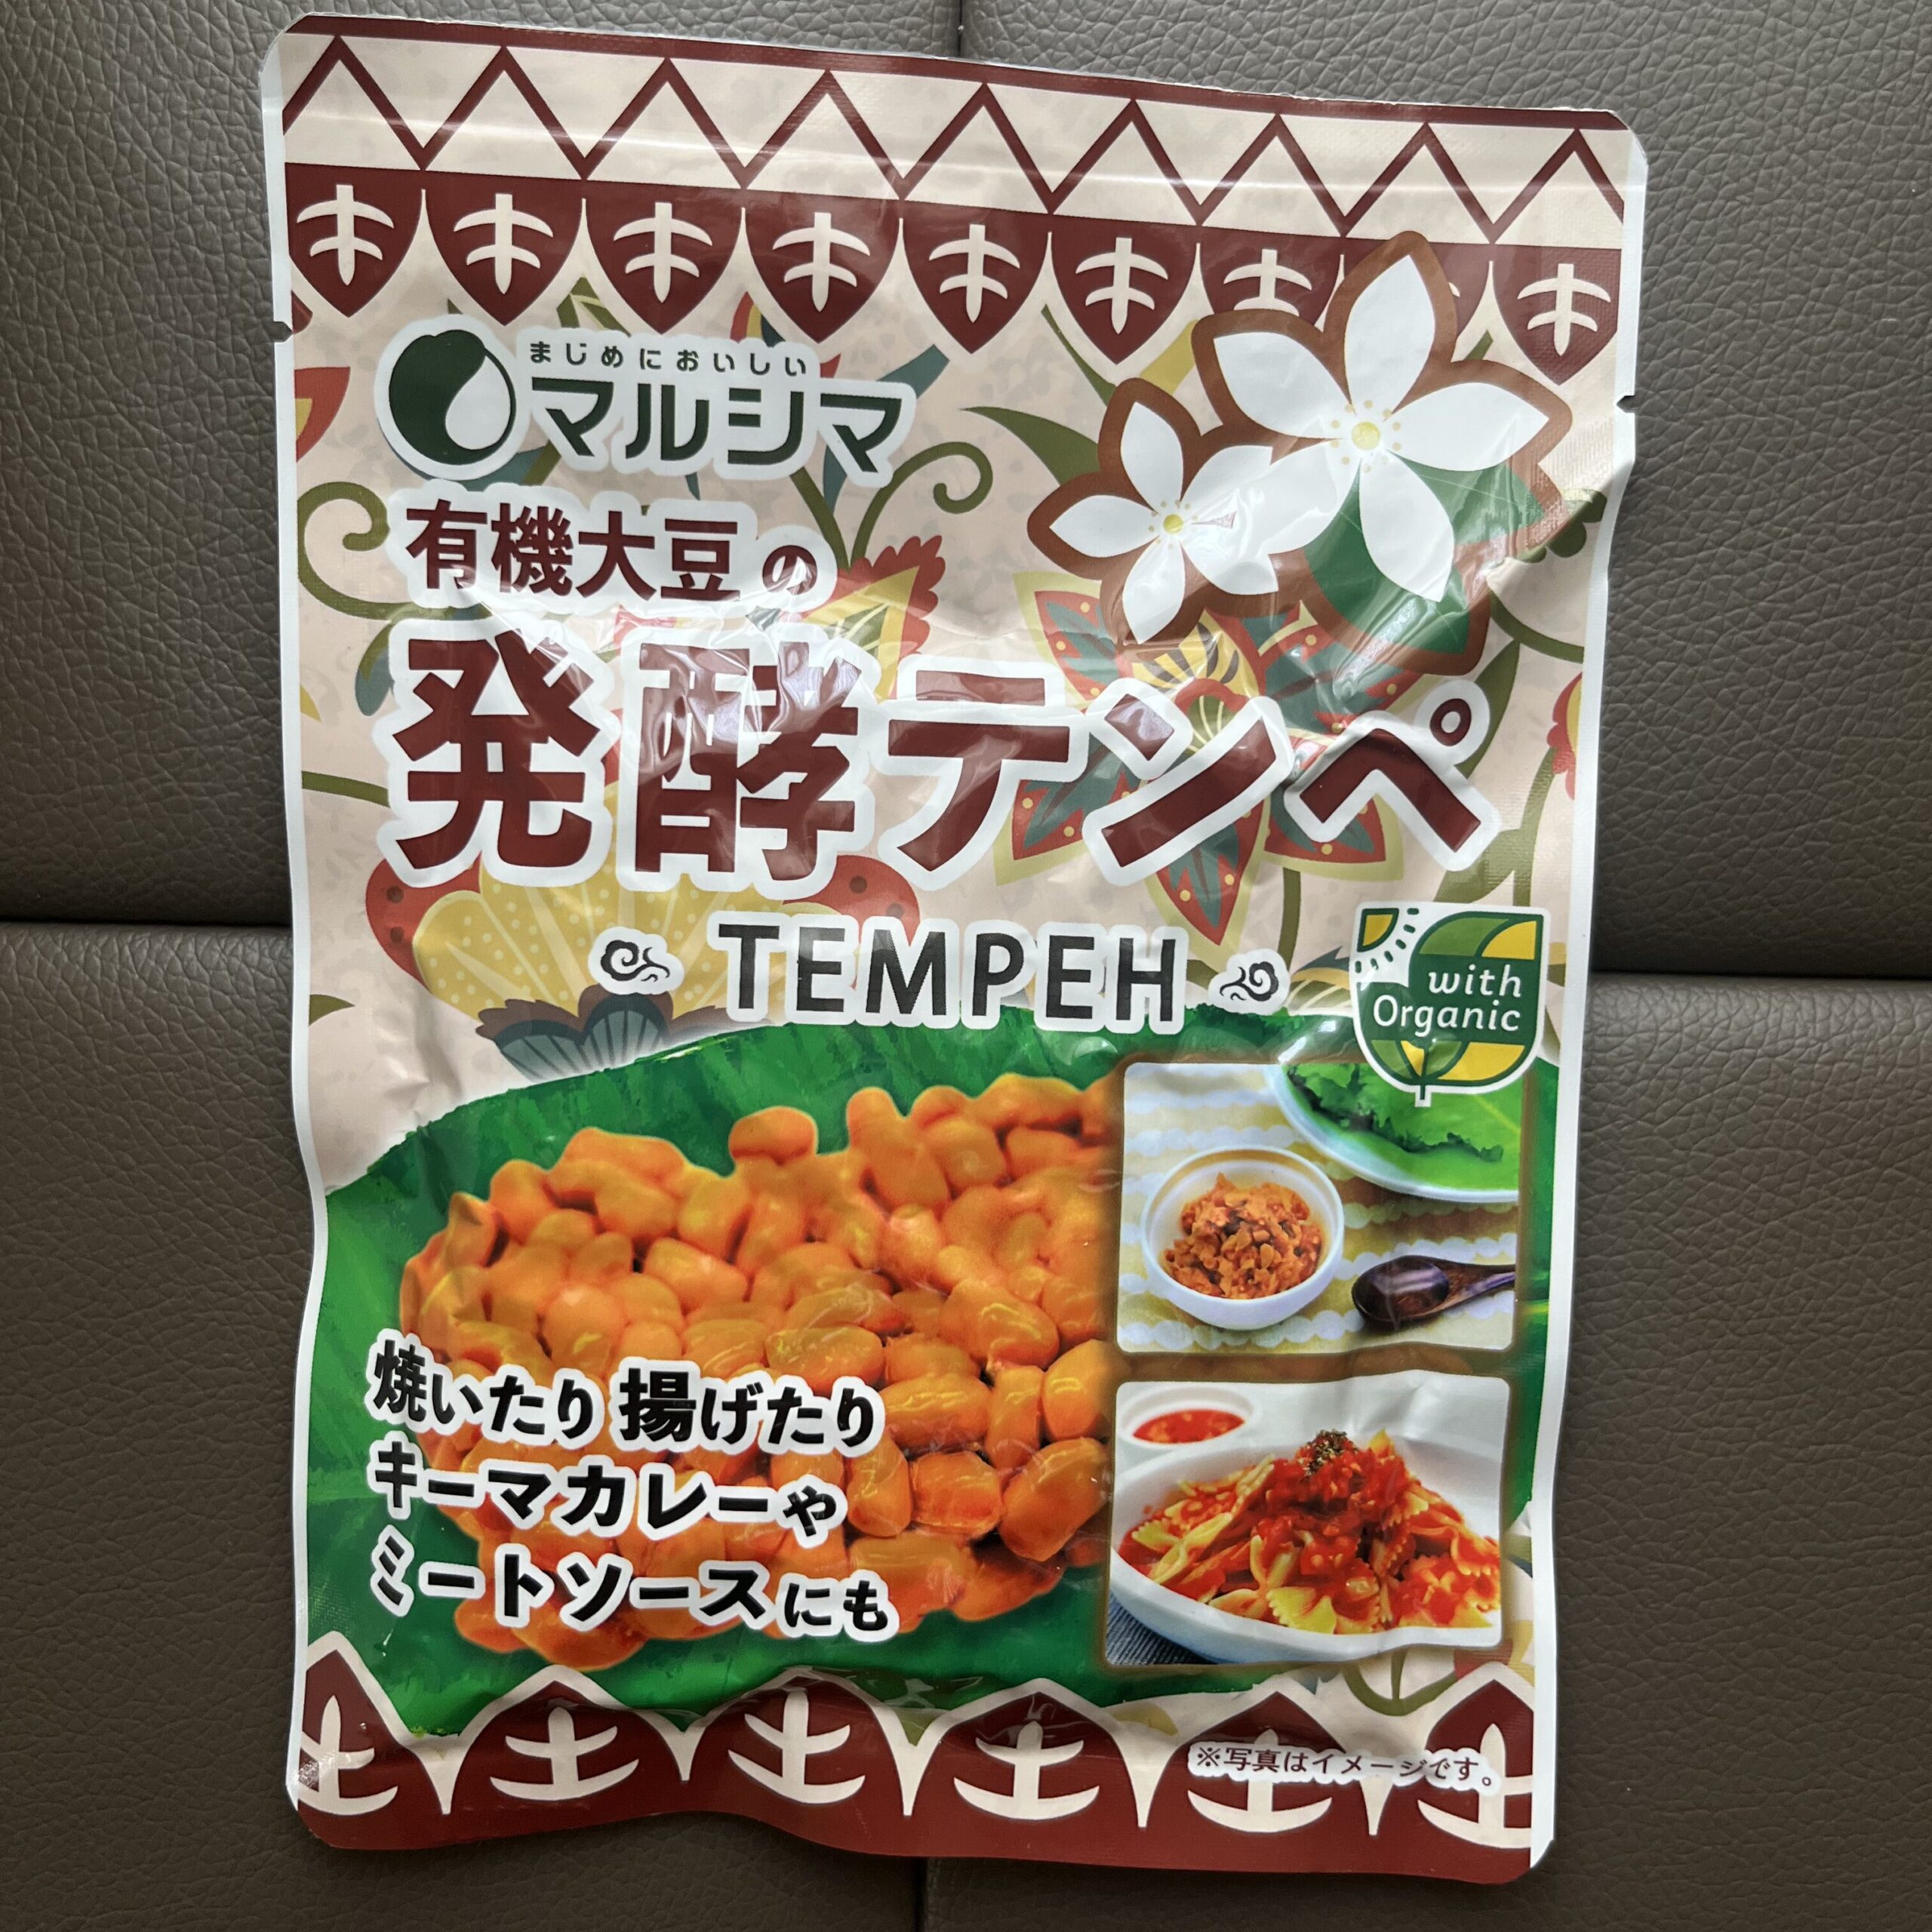 まじめにおいしい
マルシマ
有機大豆の
発酵テンペ
TEMPEH
with
Organic
焼いたり 揚げたり
キーマカレーや
ミートソースにも
※写真はイメージです。